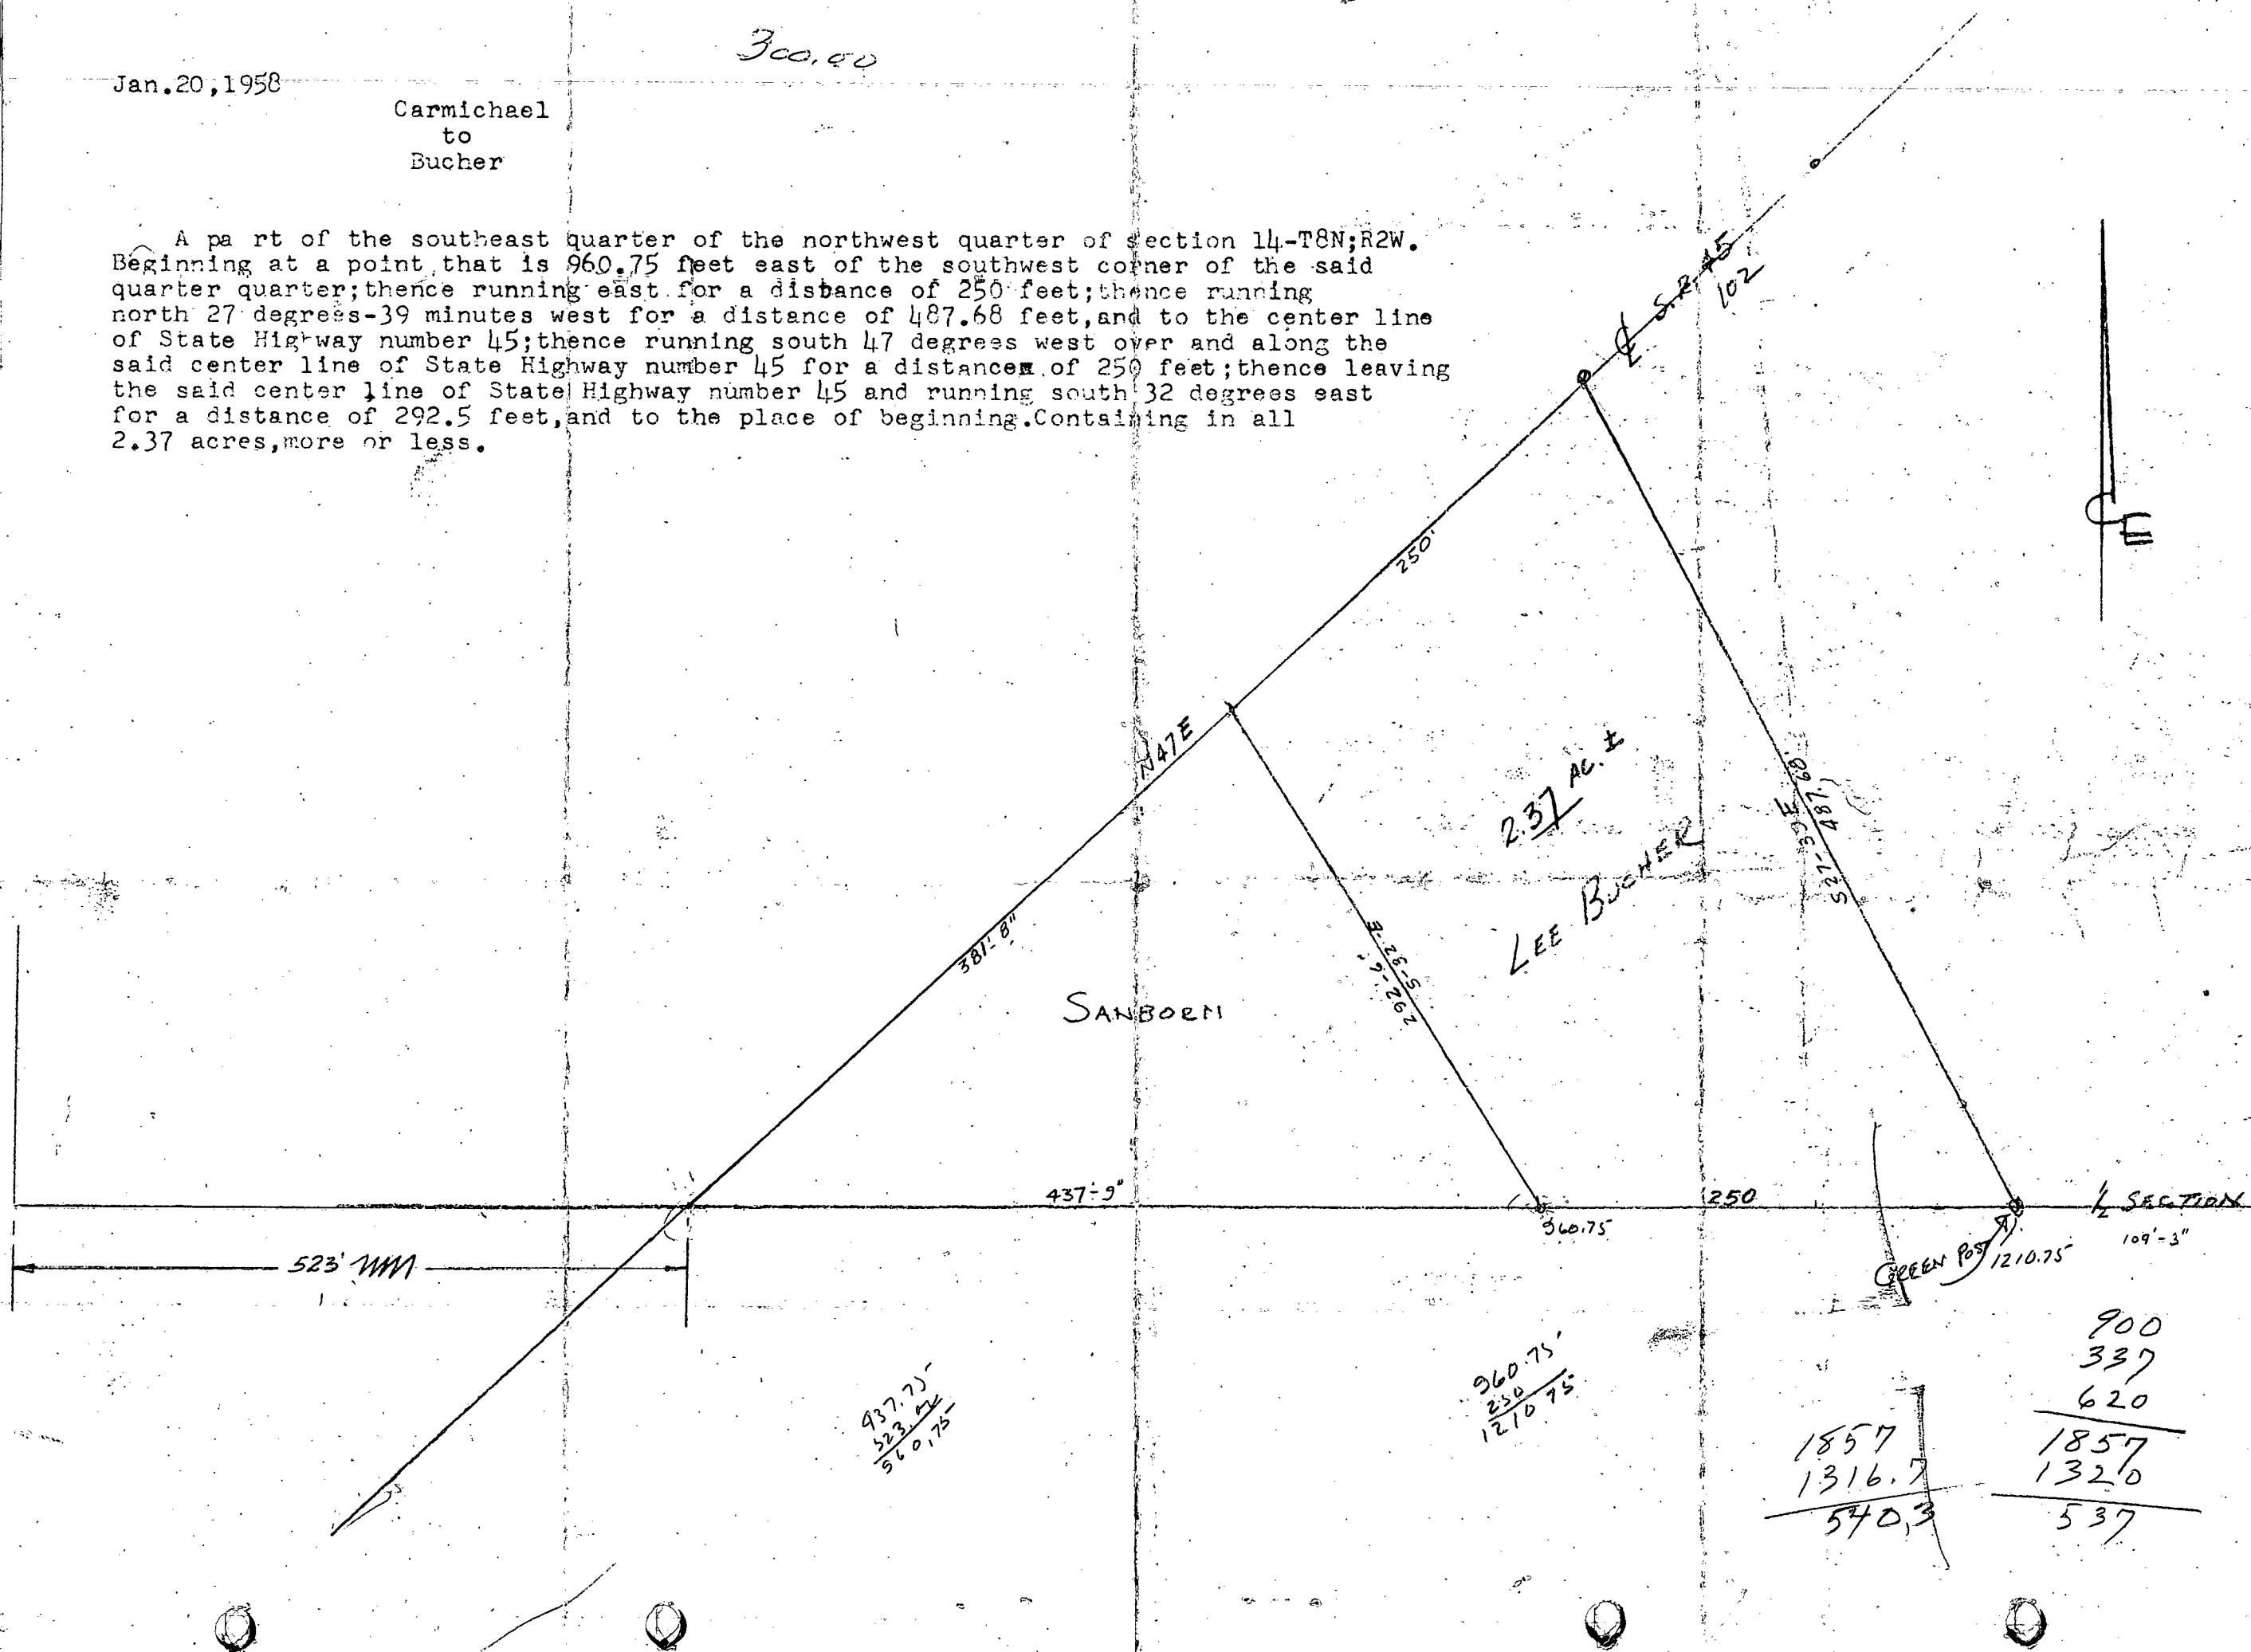 300.00
Jan.20,1958
Carmichael
to
Bucher
A pa rt of the southeast quarter of the northwest quarter of section 14-T8N;R2W.
Beginning at a point that is 960.75 feet east of the southwest corner of the said
quarter quarter;thence running east for a distance of 250 feet;thence running
north 27 degrees-39 minutes west for a distance of 487.68 feet,and to the center line
of State Highway number 45;thence running south 47 degrees west over and along the
said center line of State Highway number 45 for a distances of 250 feet;thence leaving
the said center line of State Highway number 45 and running south 32 degrees east
for a distance of 292.5 feet,and to the place of beginning.Containing in all
2.37 acres,more or less.
S.R. 45
102
E
250'
N47E
2.37 AC. ±
LEE BUCHER
S27-39E
487.68
381'-8"
S-32-E
292-6"
SANBORN
437'-9"
960.75
250
1/2 SECTION
109'-3"
GREEN POST
1210.75
523'
437.75
523.00
960.75
960.75
250
1210 75
900
337
620
1857
1320
537
1857
1316.7
540,3